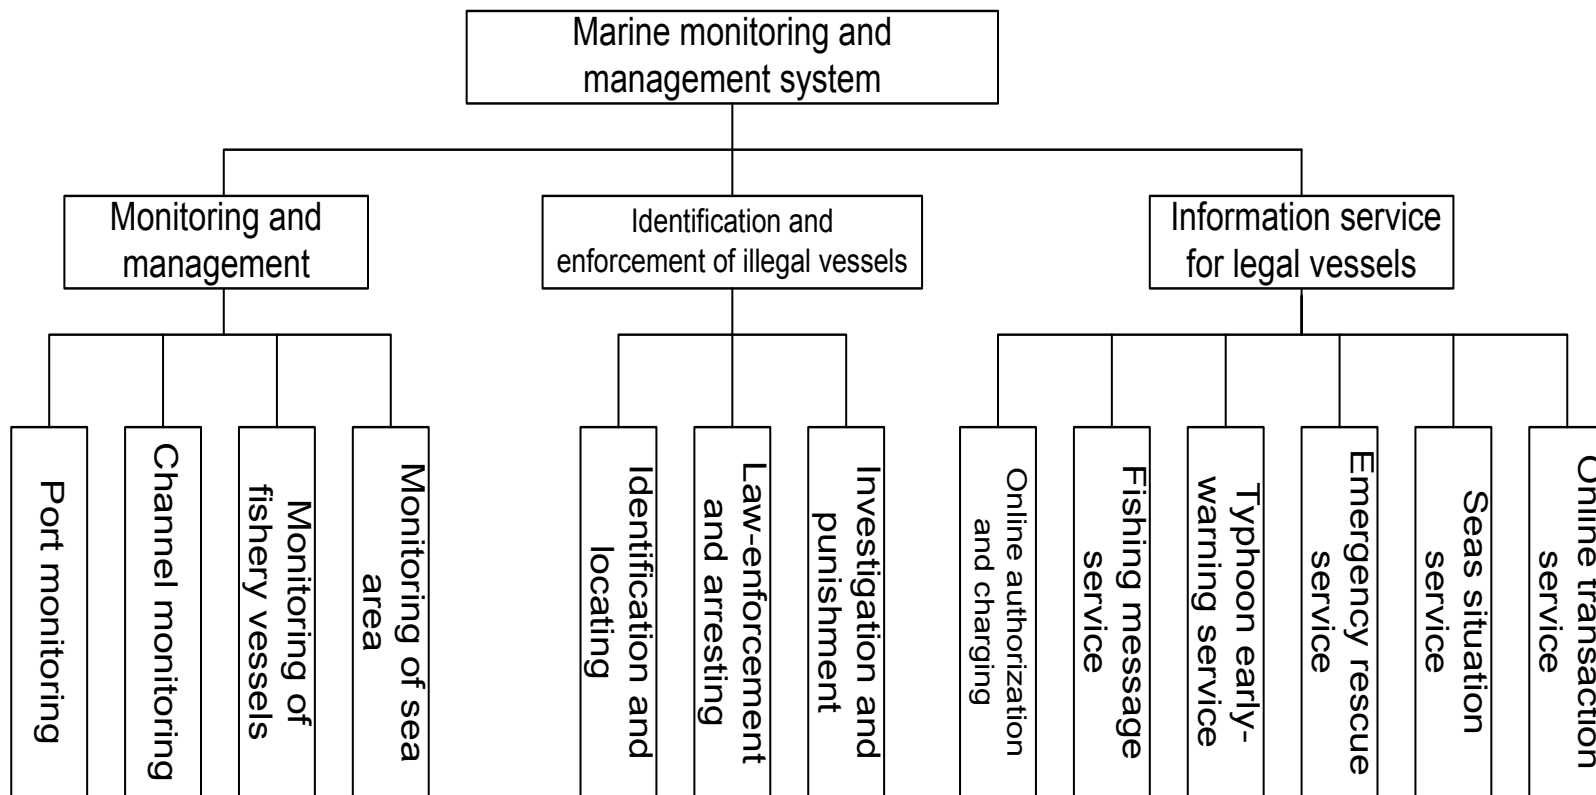 Marine monitoring and
management system
Monitoring and
management
Identification and
enforcement of illegal vessels
Information service
for legal vessels
Port monitoring
Channel monitoring
Monitoring of
fishery vessels
Monitoring of sea
area
Identification and
locating
Law-enforcement
and arresting
Investigation and
punishment
Online authorization
and charging
Fishing message
service
Typhoon early-
warning service
Emergency rescue
service
Seas situation
service
Online transaction
service